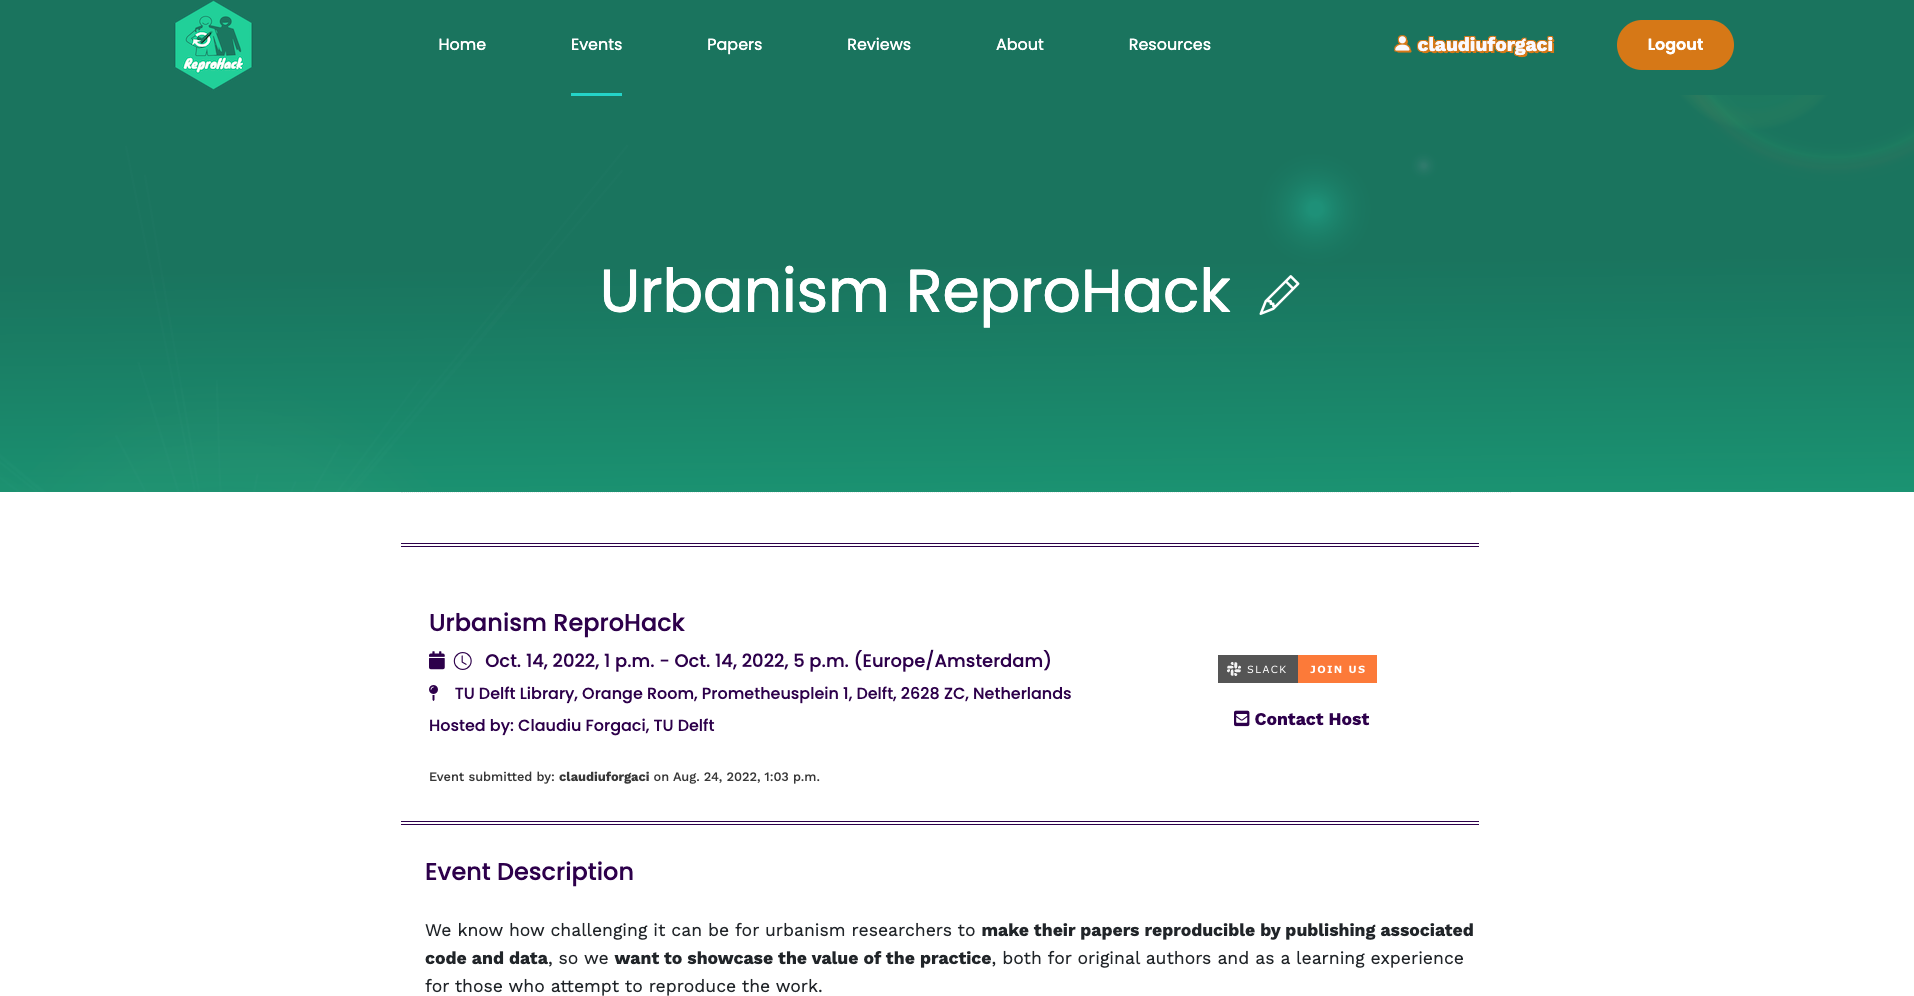 ReproHack
Home
Events
Papers
Reviews
About
Resources
claudiuforgaci
Logout
Urbanism ReproHack
Urbanism ReproHack
Oct. 14, 2022, 1 p.m. - Oct. 14, 2022, 5 p.m. (Europe/Amsterdam)
TU Delft Library, Orange Room, Prometheusplein 1, Delft, 2628 ZC, Netherlands
Hosted by: Claudiu Forgaci, TU Delft
SLACK JOIN US
Contact Host
Event submitted by: claudiuforgaci on Aug. 24, 2022, 1:03 p.m.
Event Description
We know how challenging it can be for urbanism researchers to make their papers reproducible by publishing associated
code and data, so we want to showcase the value of the practice, both for original authors and as a learning experience
for those who attempt to reproduce the work.